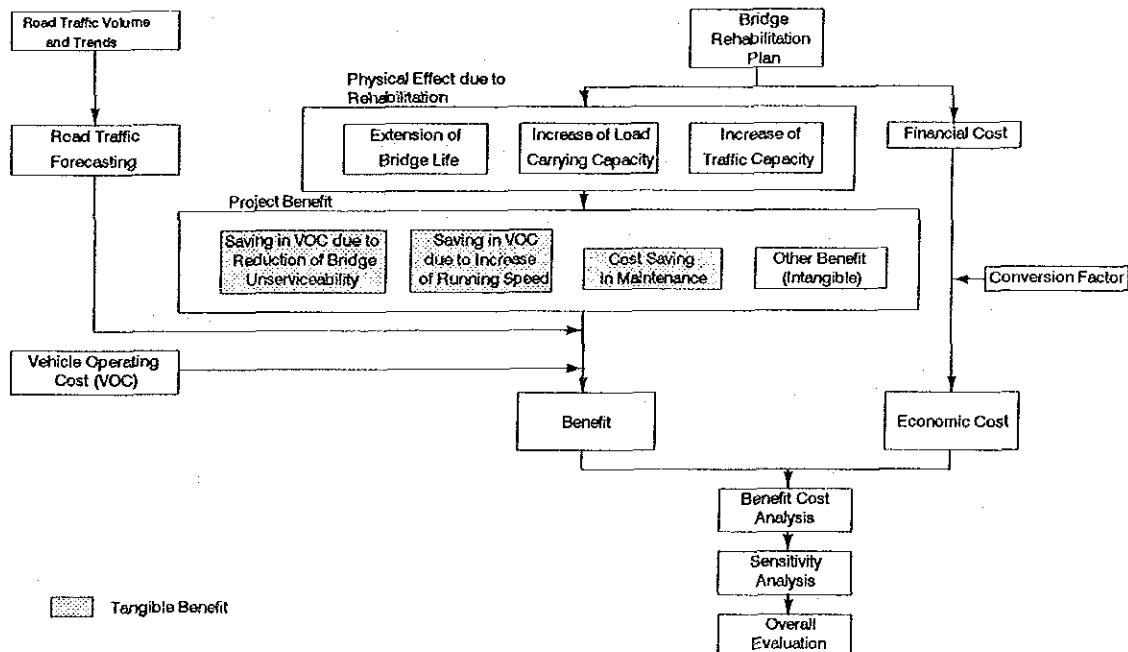 Road Traffic Volume
and Trends
Bridge
Rehabilitation
Plan
Physical Effect due to
Rehabilitation
Road Traffic
Forecasting
Extension of
Bridge Life
Increase of Load
Carrying Capacity
Increase of
Traffic Capacity
Financial Cost
Project Benefit
Saving in VOC due to
Reduction of Bridge
Unserviceability
Saving in VOC
due to Increase
of Running Speed
Cost Saving
In Maintenance
Other Benefit
(Intangible)
Conversion Factor
Vehicle Operating
Cost (VOC)
Benefit
Economic Cost
Benefit Cost
Analysis
Sensitivity
Analysis
Tangible Benefit
Overall
Evaluation